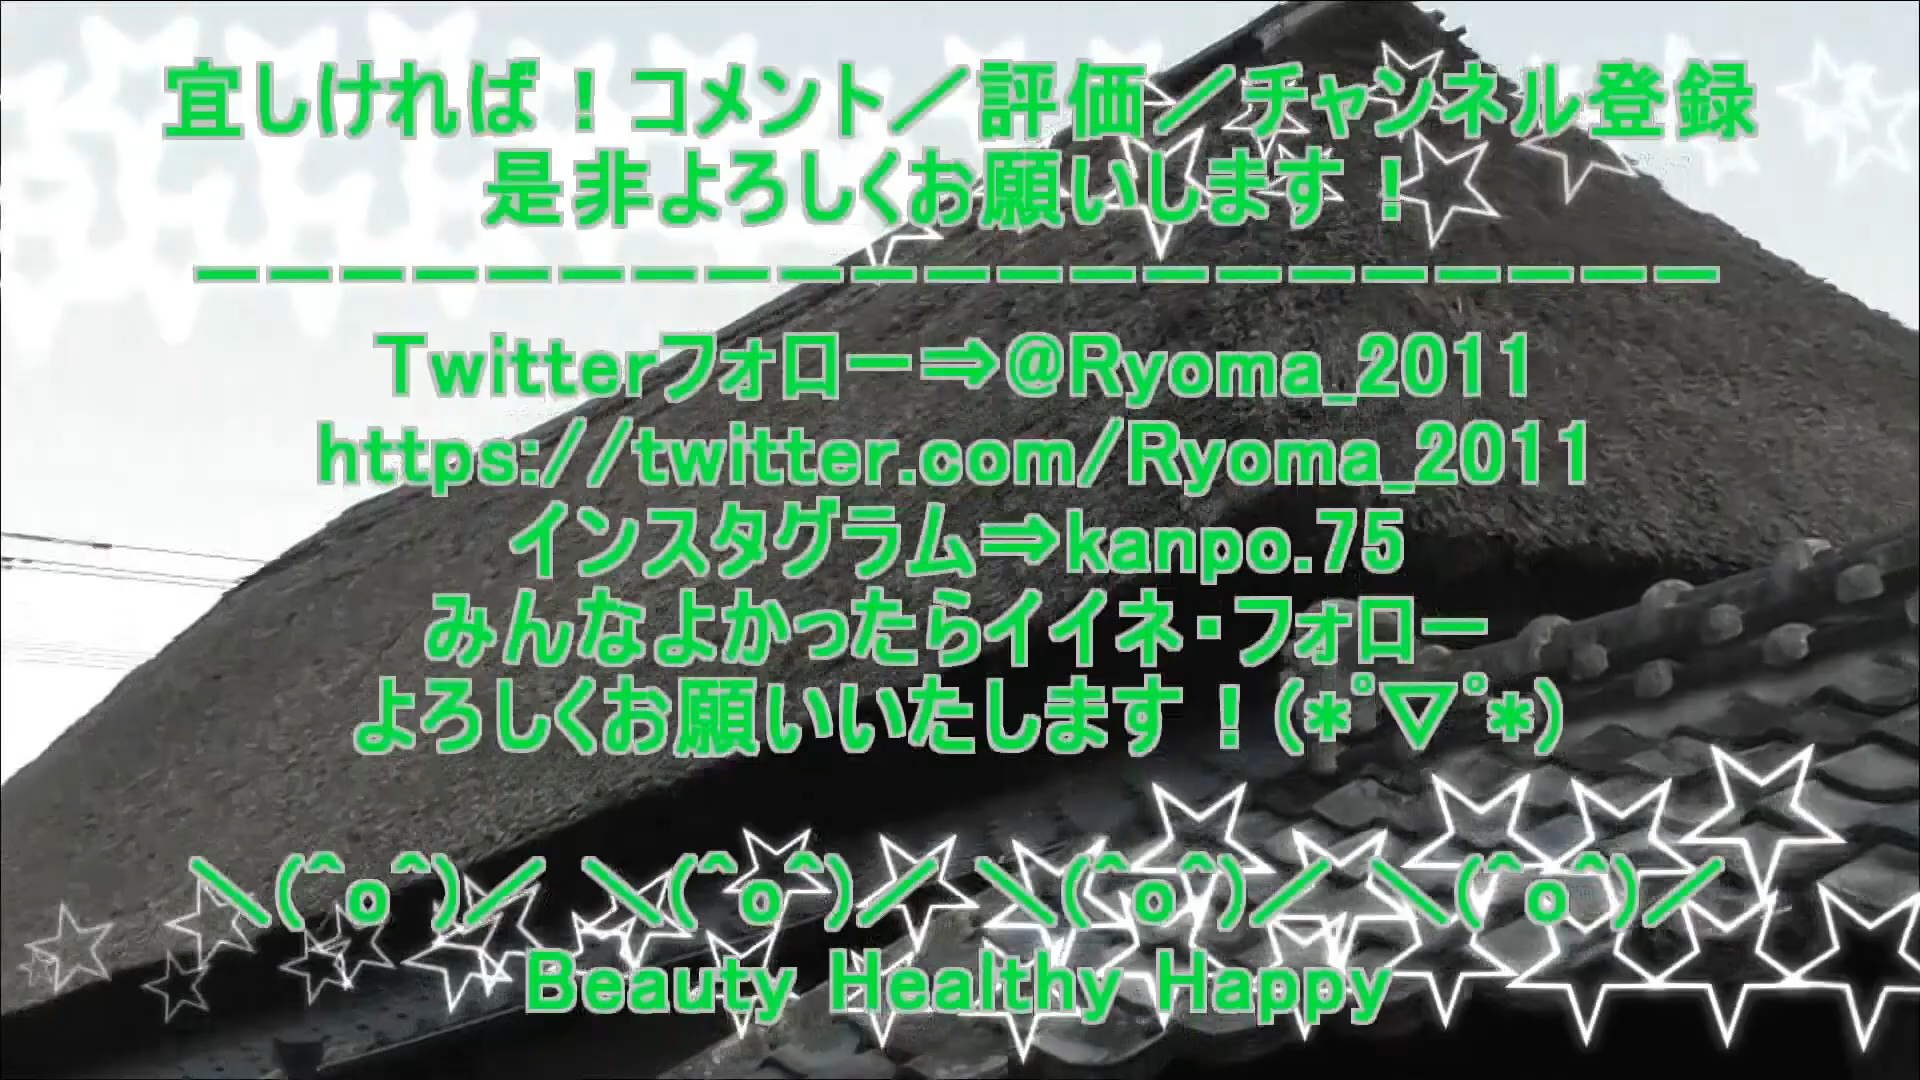 宜しければ！コメント／評価／チャンネル登録
是非よろしくお願いします！
ーーーーーーーーーーーーーーーーーーーーー
Twitterフォロー⇒@Ryoma_2011
https://twitter.com/Ryoma_2011
インスタグラム⇒kanpo.75
みんなよかったらイイネ・フォロー
よろしくお願いいたします！(*ﾟ▽ﾟ*)
＼(^o^)／ ＼(^o^)／ ＼(^o^)／ ＼(^o^)／
Beauty Healthy Happy